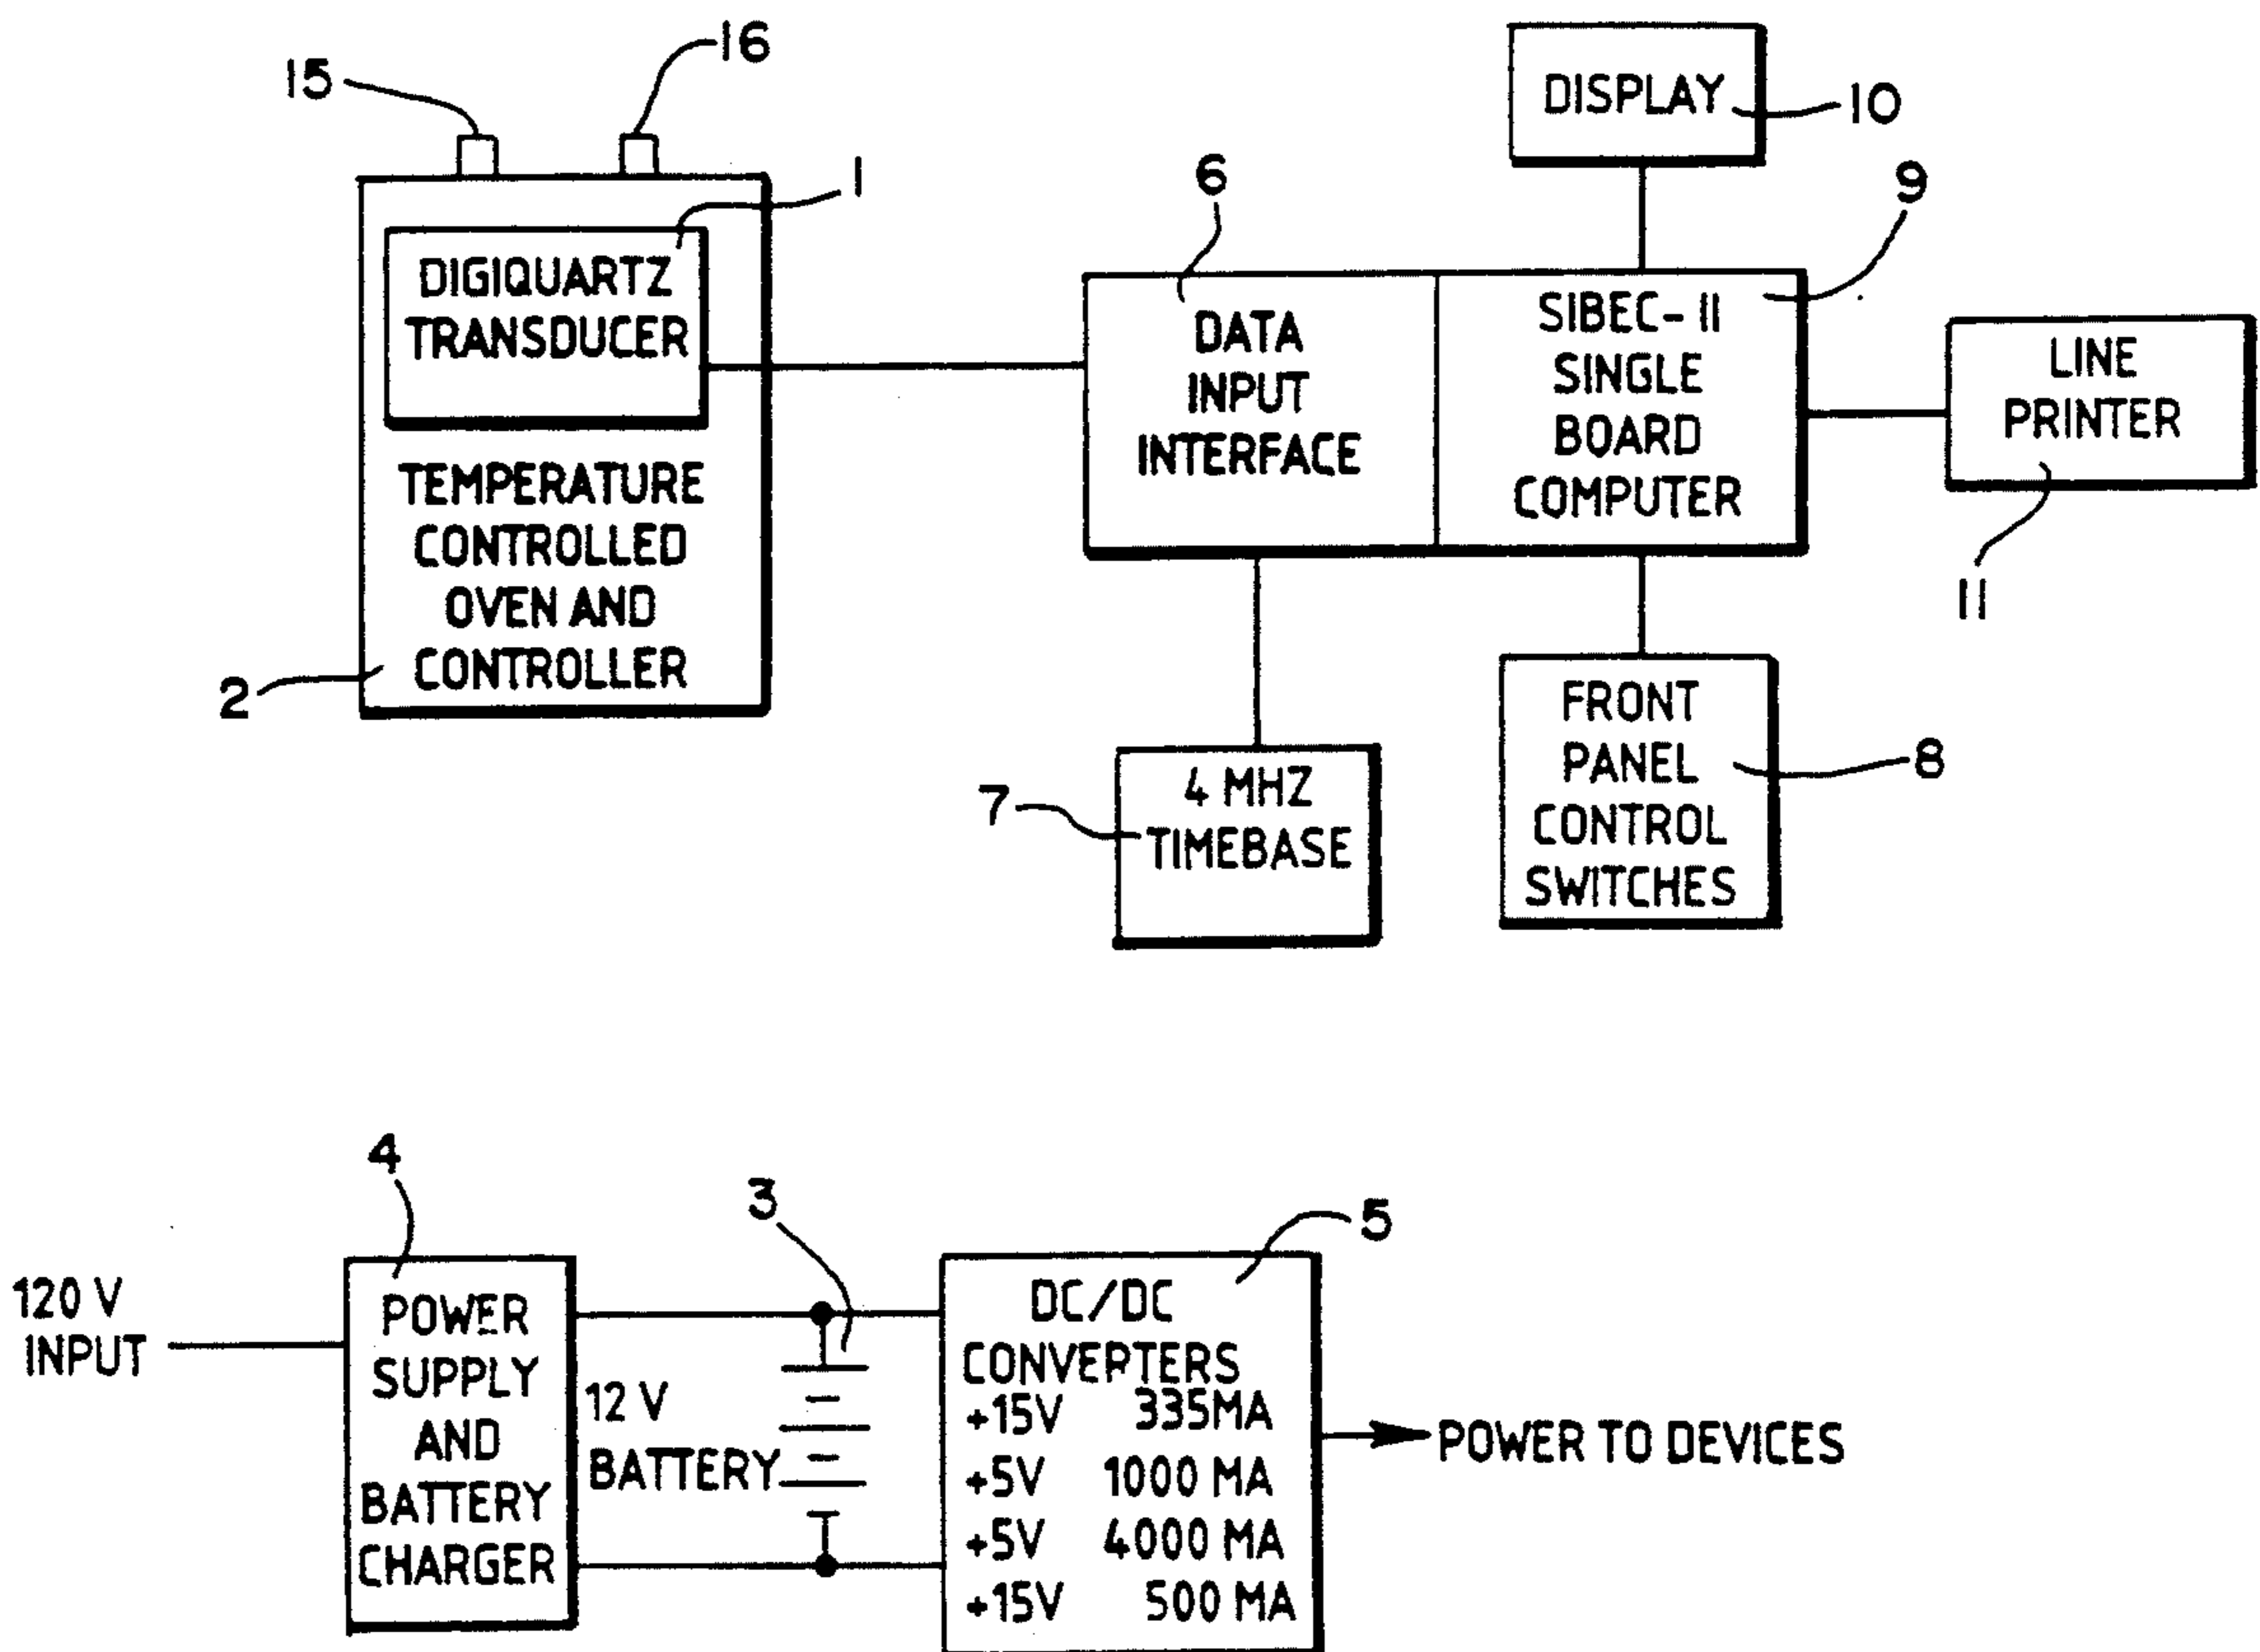 15
16
1
DIGIQUARTZ
TRANSDUCER
TEMPERATURE
CONTROLLED
OVEN AND
CONTROLLER
2
6
DATA
INPUT
INTERFACE
DISPLAY
10
9
SIBEC-11
SINGLE
BOARD
COMPUTER
LINE
PRINTER
11
7
4 MHZ
TIMEBASE
FRONT
PANEL
CONTROL
SWITCHES
8
120 V
INPUT
4
POWER
SUPPLY
AND
BATTERY
CHARGER
3
12 V
BATTERY
5
DC/DC
CONVERTERS
+15V 335MA
+5V 1000 MA
+5V 4000 MA
+15V 500 MA
POWER TO DEVICES